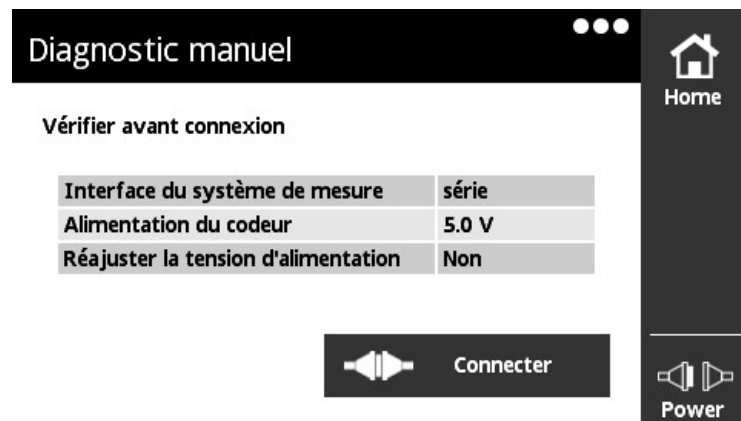 Diagnostic manuel
Home
Vérifier avant connexion
Interface du système de mesure série
Alimentation du codeur 5.0 V
Réajuster la tension d'alimentation Non
Connecter
Power